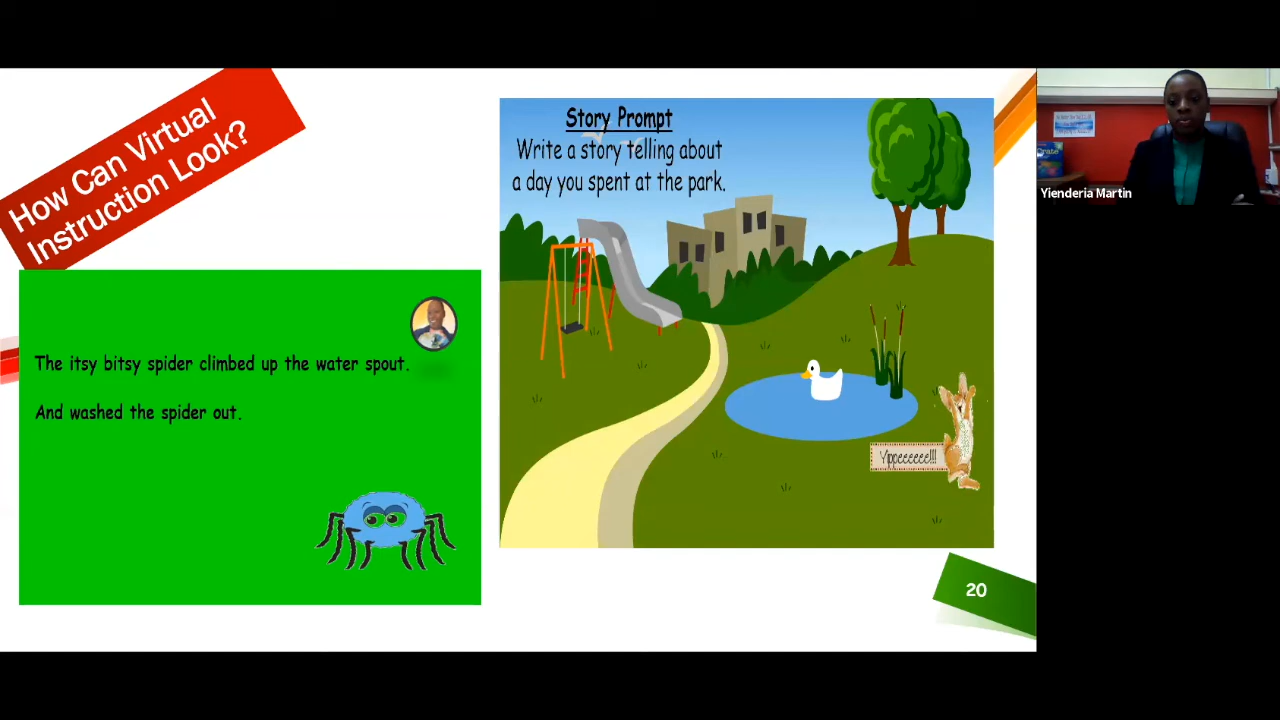 How Can Virtual
Instruction Look?
The itsy bitsy spider climbed up the water spout.
And washed the spider out.
Story Prompt
Write a story telling about
a day you spent at the park.
Yippeeeeee!!!
20
Yienderia Martin